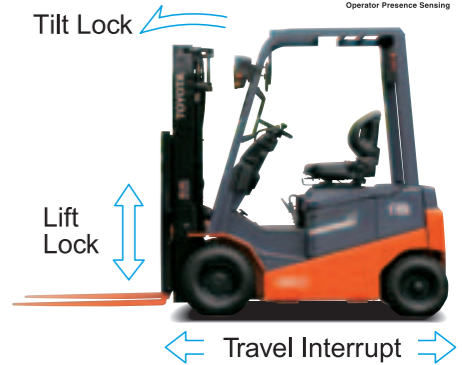 Operator Presence Sensing
Tilt Lock
TOYOTA
Lift
Lock
Travel Interrupt